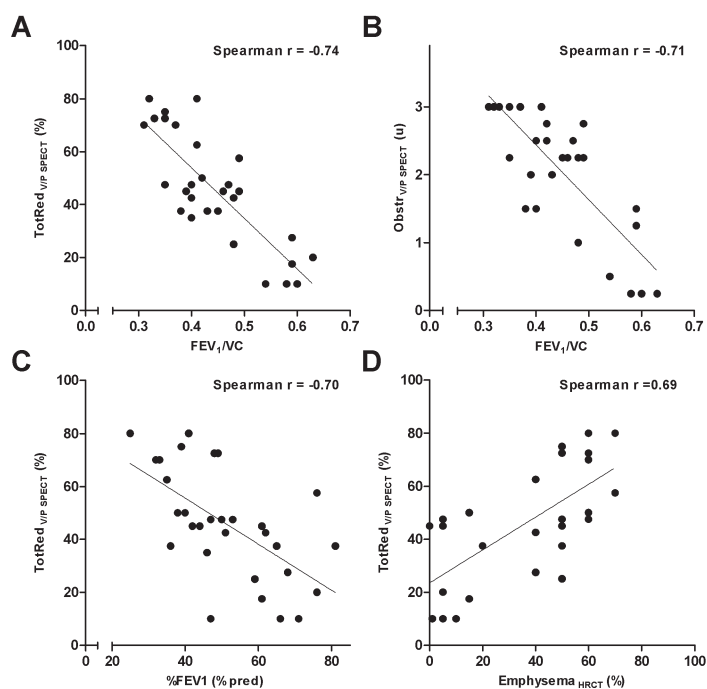 A
Spearman r = -0.74
TotRed V/P SPECT (%)
100
80
60
40
20
0
0.0 0.3 0.4 0.5 0.6 0.7
FEV1/VC
B
Spearman r = -0.71
Obstr V/P SPECT (u)
3
2
1
0
0.0 0.3 0.4 0.5 0.6 0.7
FEV1/VC
C
Spearman r = -0.70
TotRed V/P SPECT (%)
100
80
60
40
20
0
20 40 60 80
%FEV1 (% pred)
D
Spearman r =0.69
TotRed V/P SPECT (%)
100
80
60
40
20
0
0 20 40 60 80 100
Emphysema HRCT (%)